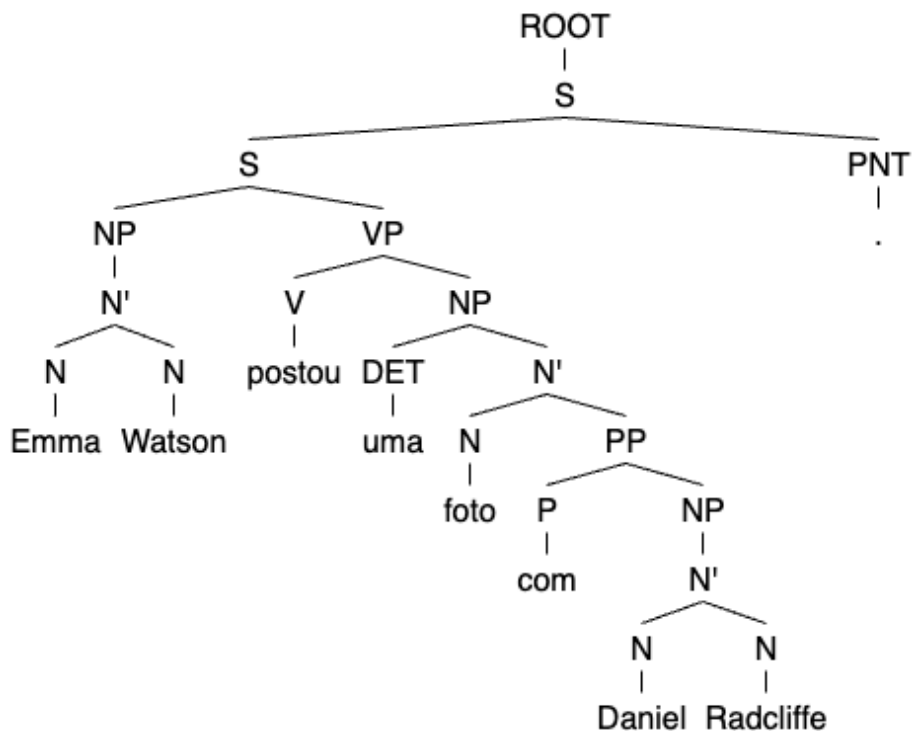 ROOT
S
S PNT
NP VP .
N' V NP
N N postou DET N'
Emma Watson uma N PP
foto P NP
com N'
N N
Daniel Radcliffe